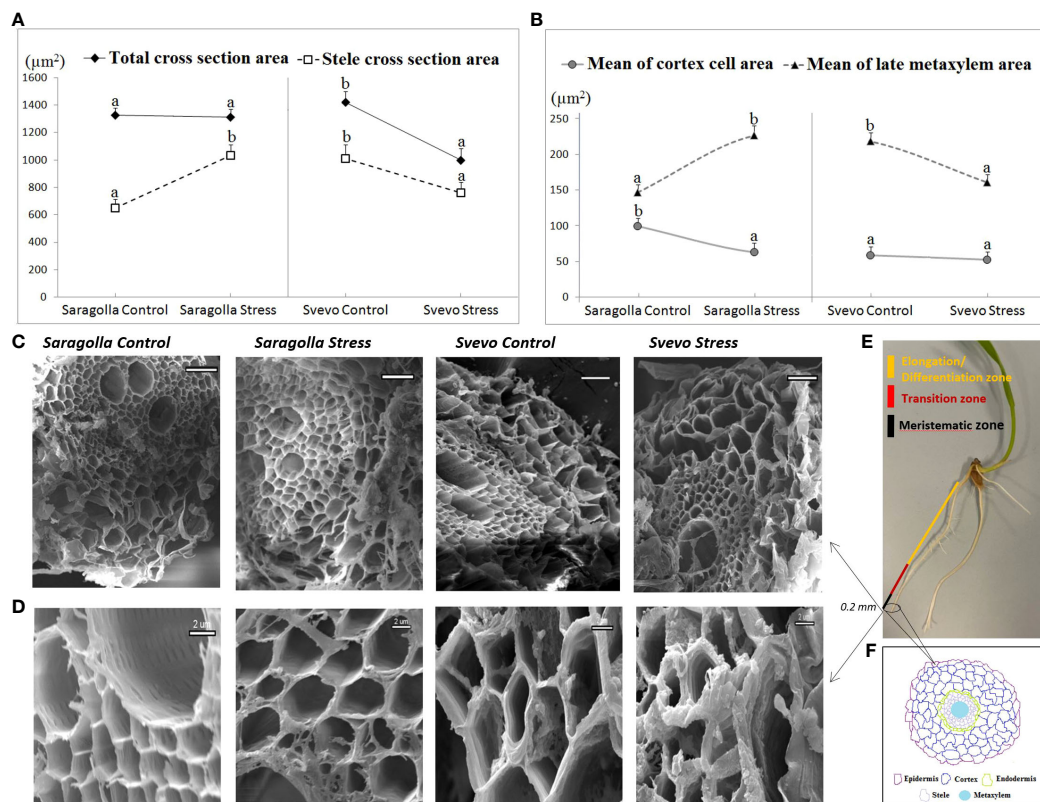 A
B
(µm²)
Total cross section area
Stele cross section area
1600
1400
1200
1000
800
600
400
200
0
a
a
b
a
b
a
b
a
Saragolla Control
Saragolla Stress
Svevo Control
Svevo Stress
(µm²)
Mean of cortex cell area
Mean of late metaxylem area
250
200
150
100
50
0
a
b
b
a
b
a
a
a
Saragolla Control
Saragolla Stress
Svevo Control
Svevo Stress
C
Saragolla Control
Saragolla Stress
Svevo Control
Svevo Stress
E
Elongation/
Differentiation zone
Transition zone
Meristematic zone
0.2 mm
D
2 um
2 um
2 um
F
Epidermis
Cortex
Endodermis
Stele
Metaxylem